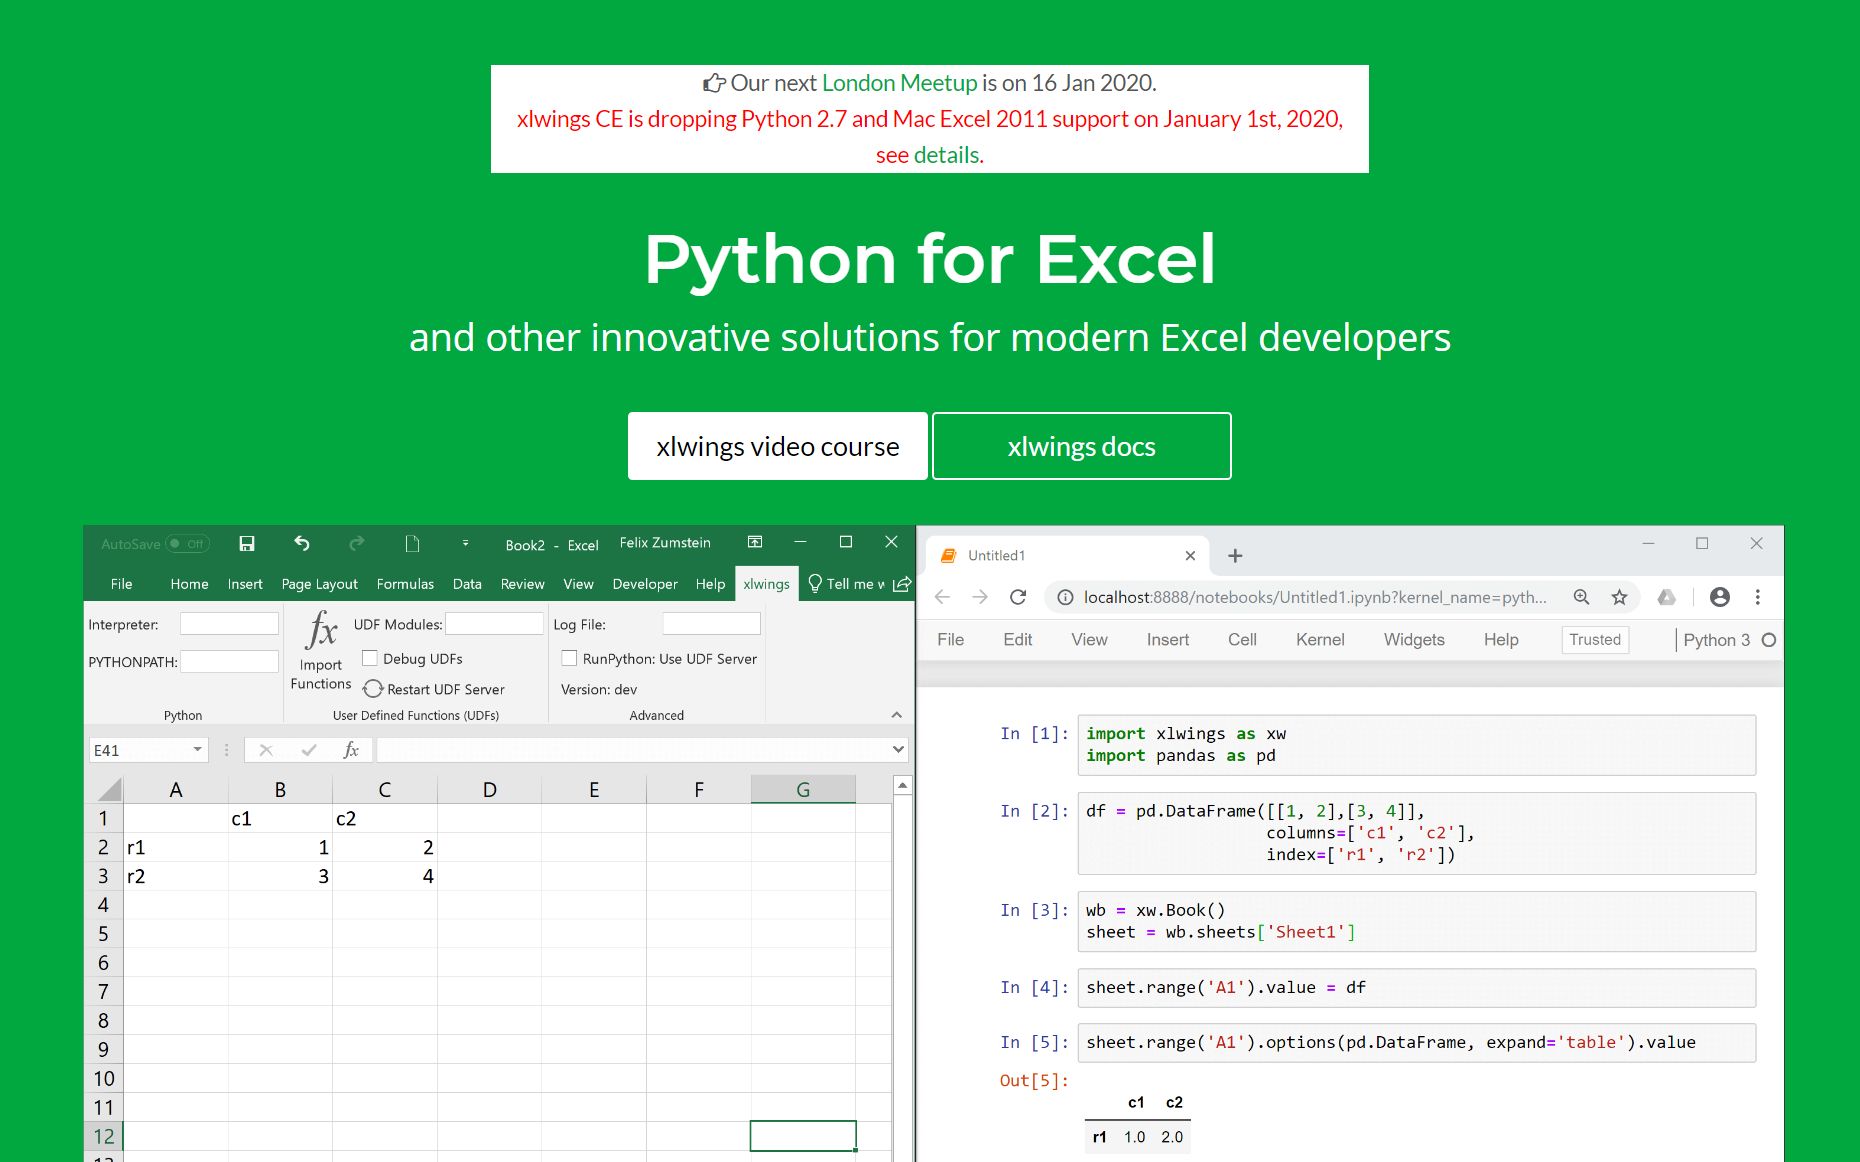 Our next London Meetup is on 16 Jan 2020.
xlwings CE is dropping Python 2.7 and Mac Excel 2011 support on January 1st, 2020,
see details.
Python for Excel
and other innovative solutions for modern Excel developers
xlwings video course
xlwings docs
AutoSave Off
Book2 - Excel
Felix Zumstein
File Home Insert Page Layout Formulas Data Review View Developer Help xlwings Tell me w
Interpreter:
PYTHONPATH:
Python
fx
Import
Functions
UDF Modules:
Debug UDFs
Restart UDF Server
User Defined Functions (UDFs)
Log File:
RunPython: Use UDF Server
Version: dev
Advanced
E41
fx
A B C D E F G
1 c1 c2
2 r1 1 2
3 r2 3 4
4
5
6
7
8
9
10
11
12
13
Untitled1
localhost:8888/notebooks/Untitled1.ipynb?kernel_name=pyth...
File Edit View Insert Cell Kernel Widgets Help Trusted Python 3
In [1]: import xlwings as xw
import pandas as pd
In [2]: df = pd.DataFrame([[1, 2],[3, 4]],
columns=['c1', 'c2'],
index=['r1', 'r2'])
In [3]: wb = xw.Book()
sheet = wb.sheets['Sheet1']
In [4]: sheet.range('A1').value = df
In [5]: sheet.range('A1').options(pd.DataFrame, expand='table').value
Out[5]:
c1 c2
r1 1.0 2.0